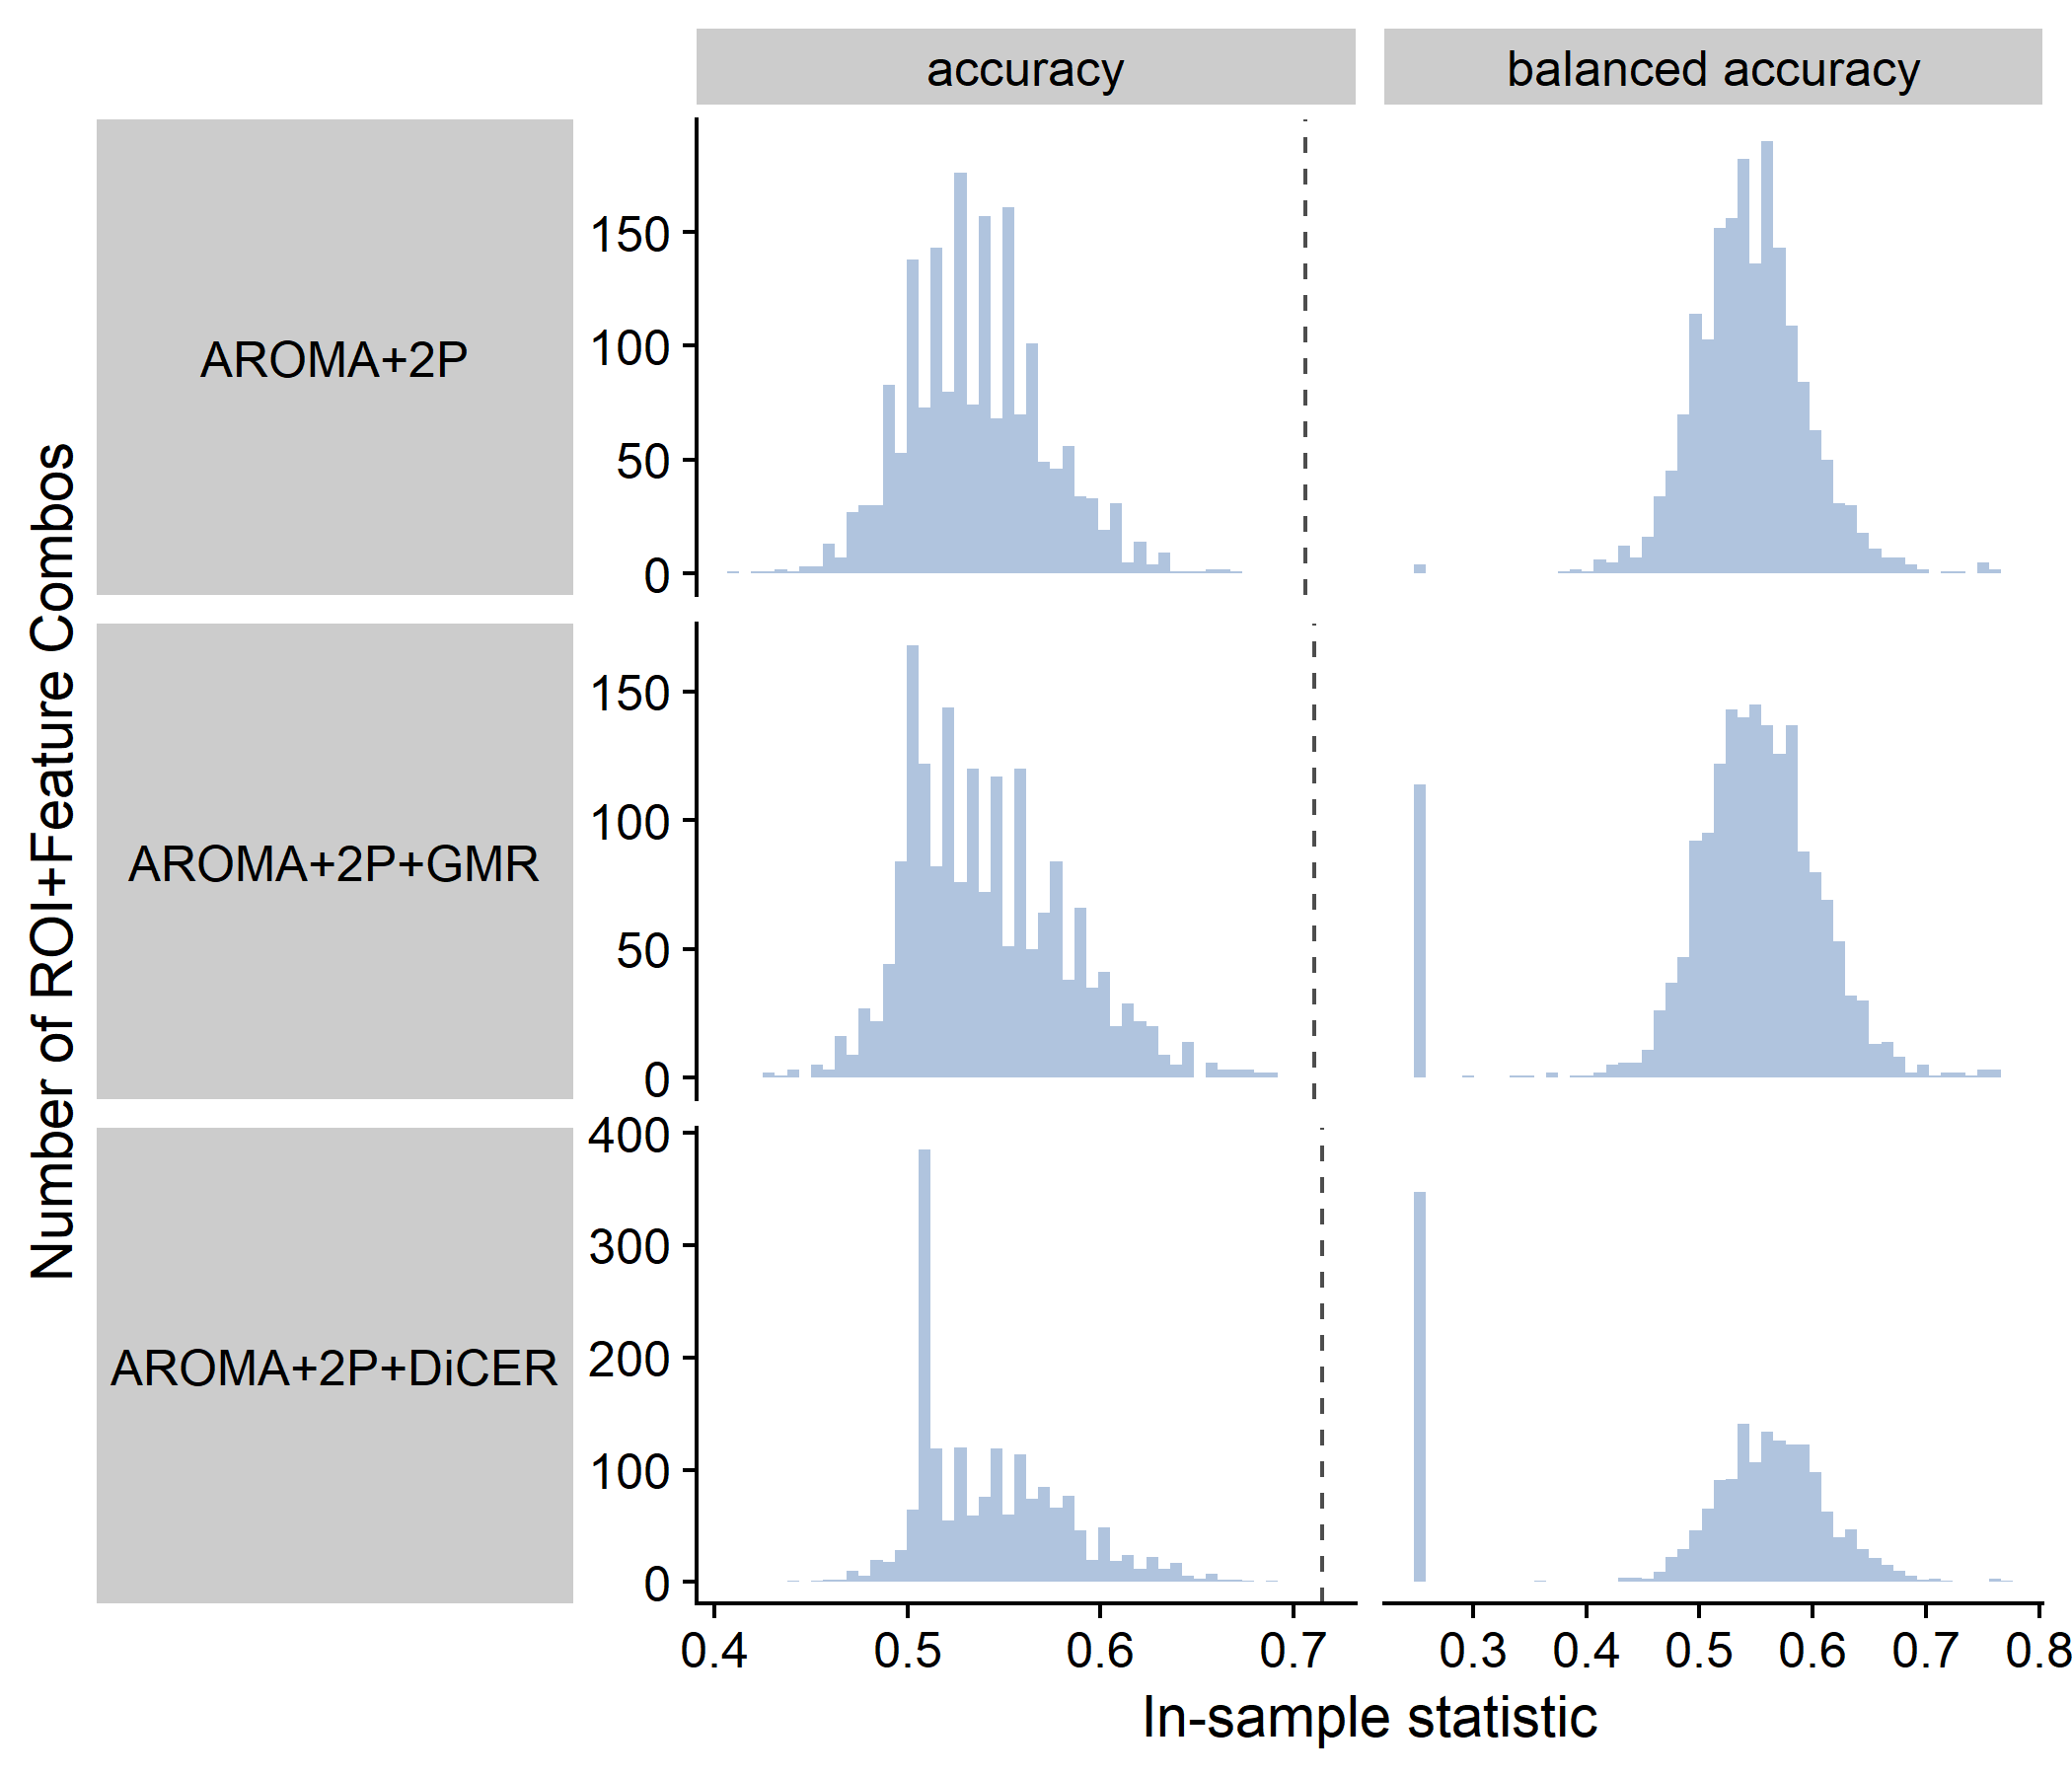 accuracy
balanced accuracy
Number of ROI+Feature Combos
AROMA+2P
150
100
50
0
AROMA+2P+GMR
150
100
50
0
AROMA+2P+DiCER
400
300
200
100
0
0.4 0.5 0.6 0.7
0.3 0.4 0.5 0.6 0.7 0.8
In-sample statistic